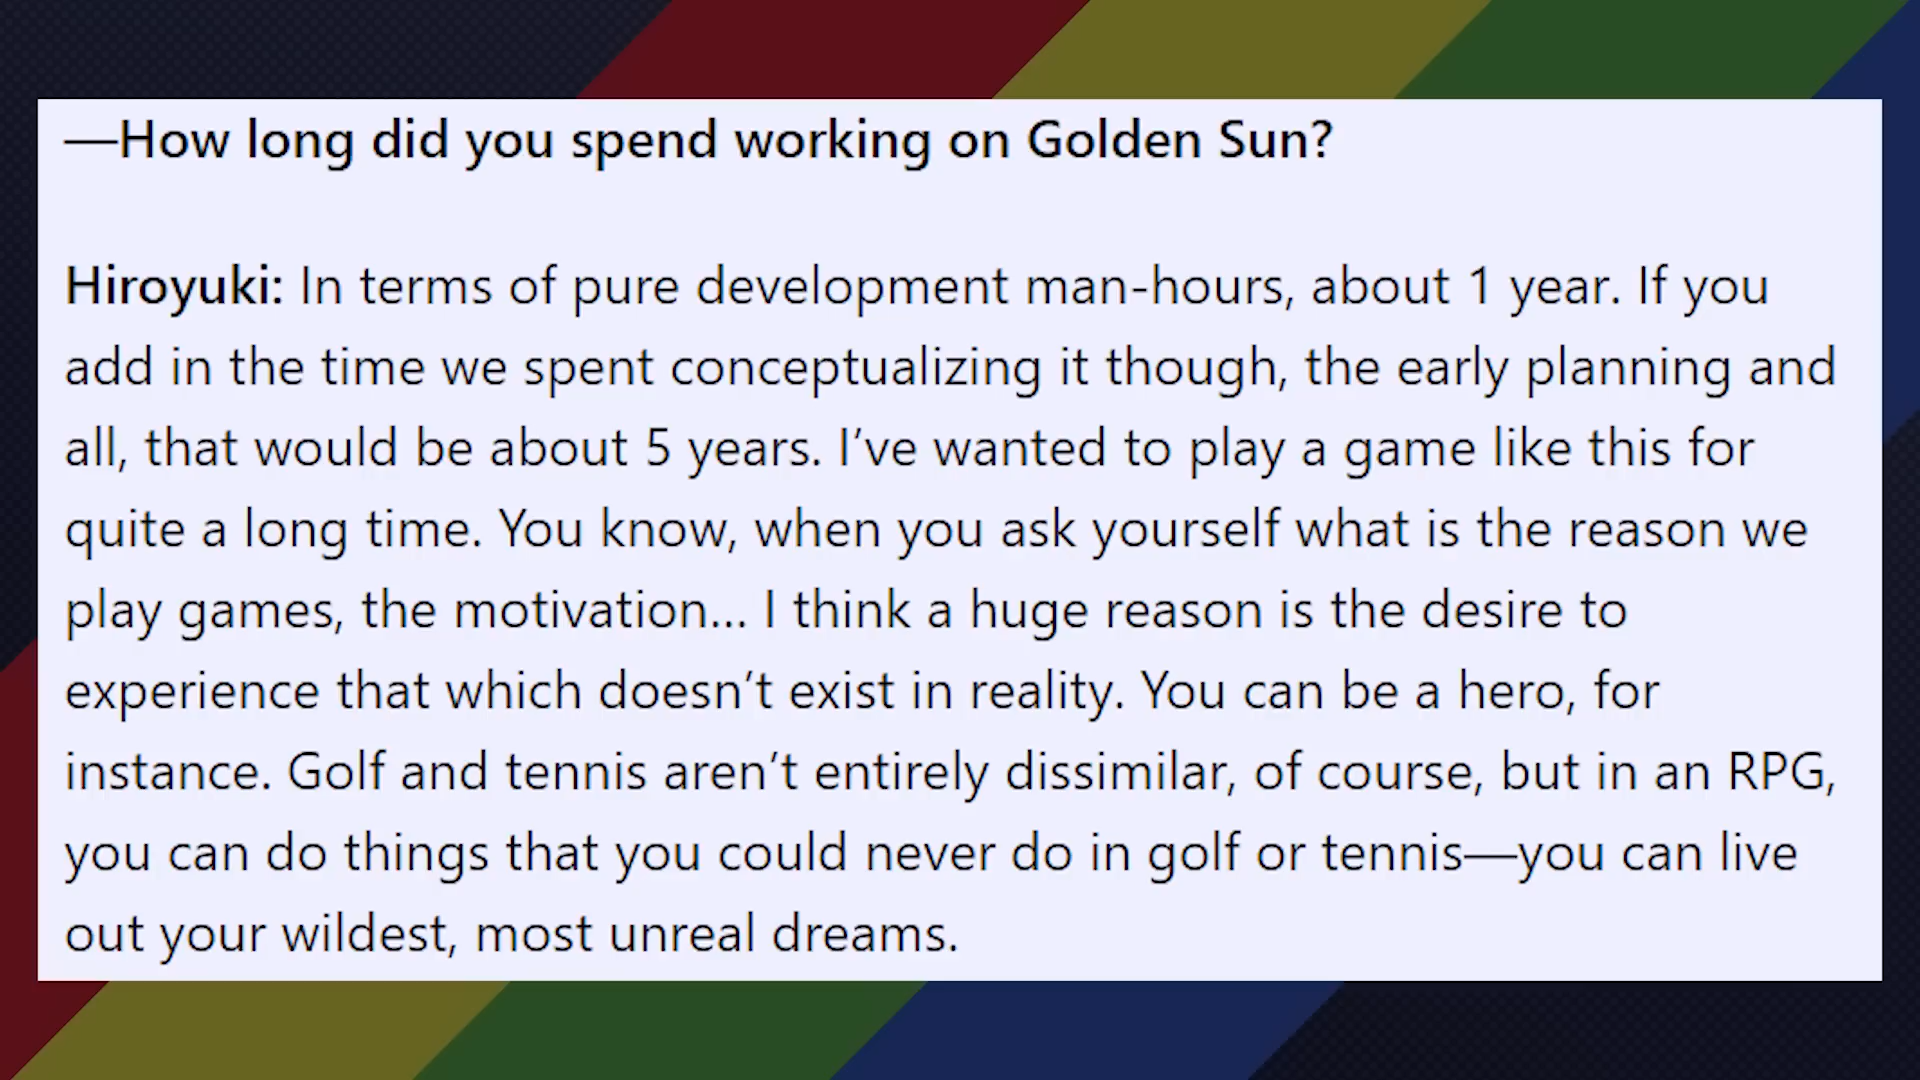 —How long did you spend working on Golden Sun?
Hiroyuki: In terms of pure development man-hours, about 1 year. If you
add in the time we spent conceptualizing it though, the early planning and
all, that would be about 5 years. I’ve wanted to play a game like this for
quite a long time. You know, when you ask yourself what is the reason we
play games, the motivation... I think a huge reason is the desire to
experience that which doesn’t exist in reality. You can be a hero, for
instance. Golf and tennis aren’t entirely dissimilar, of course, but in an RPG,
you can do things that you could never do in golf or tennis—you can live
out your wildest, most unreal dreams.